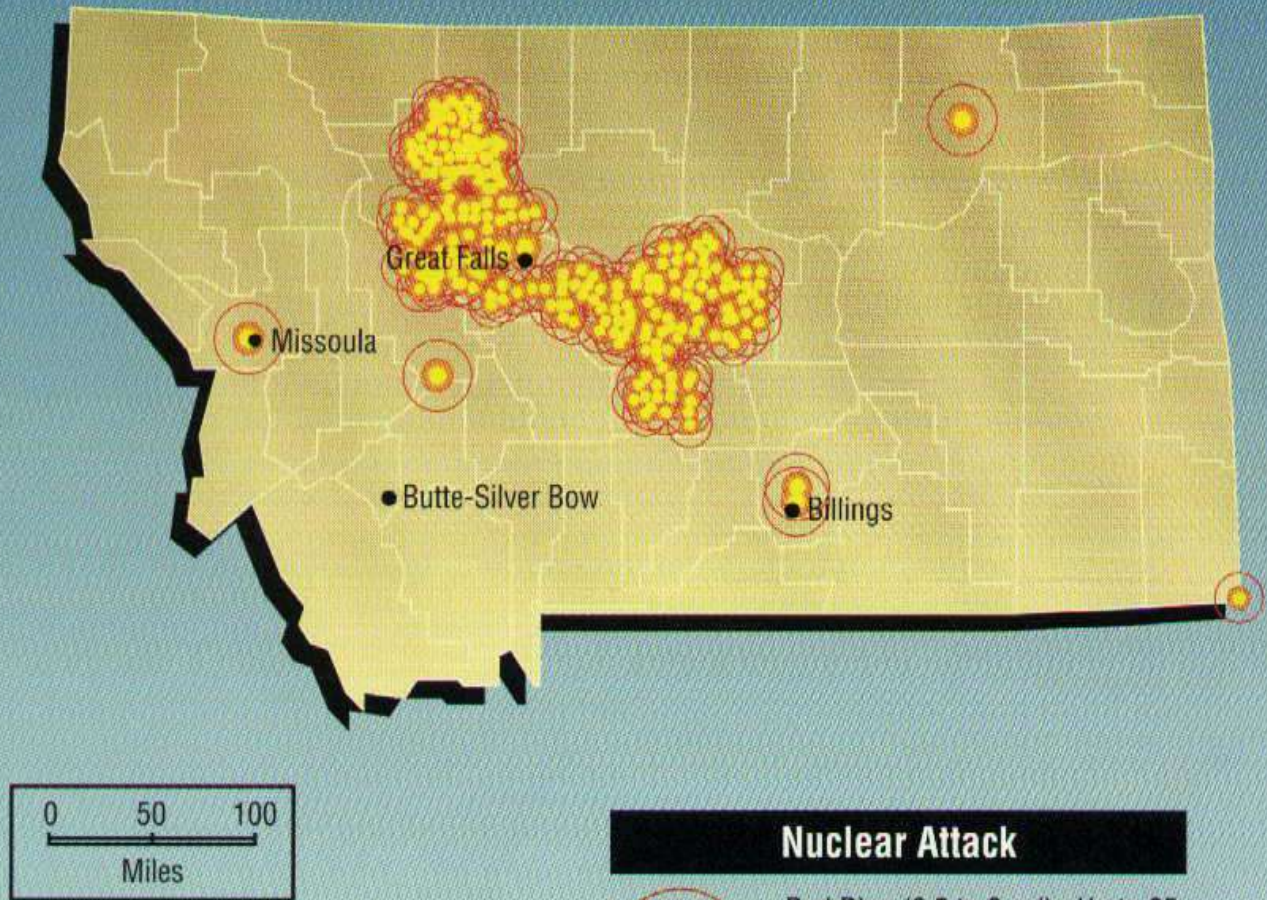 Great Falls
Missoula
Butte-Silver Bow
Billings
0 50 100
Miles
Nuclear Attack